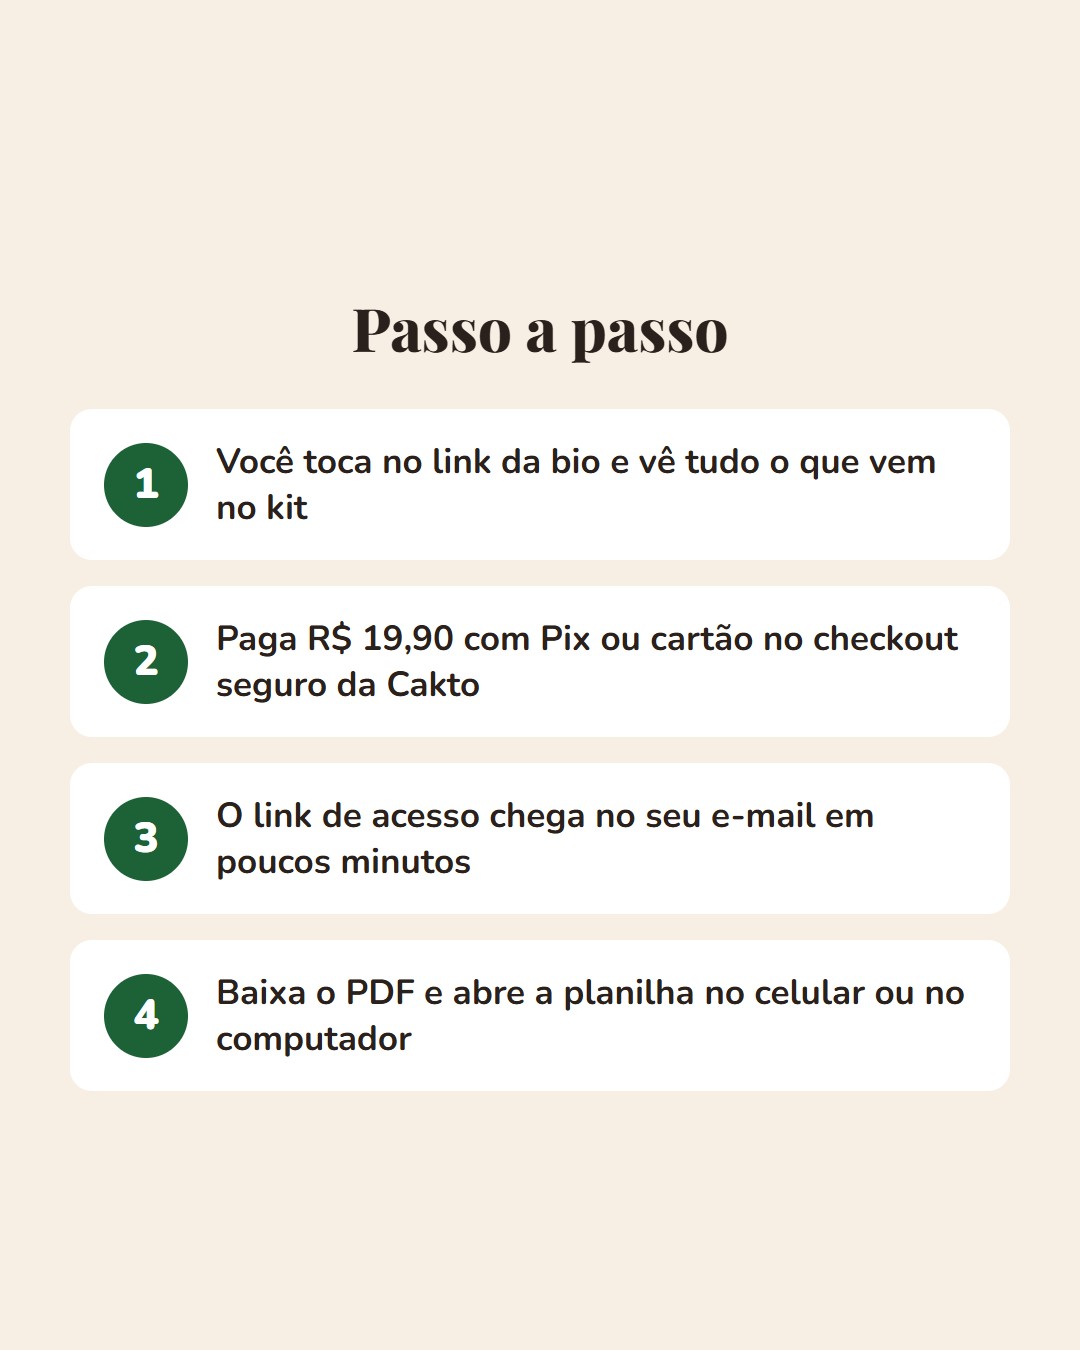 Passo a passo
1
Você toca no link da bio e vê tudo o que vem
no kit
2
Paga R$ 19,90 com Pix ou cartão no checkout
seguro da Cakto
3
O link de acesso chega no seu e-mail em
poucos minutos
4
Baixa o PDF e abre a planilha no celular ou no
computador